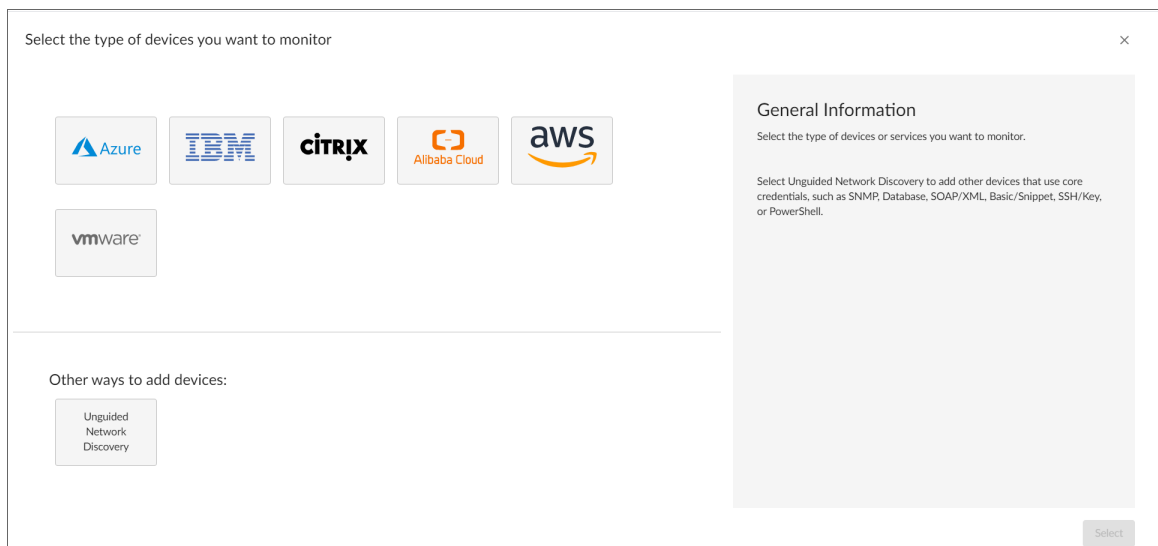 Select the type of devices you want to monitor
×
Azure
IBM
CİTRIX
Alibaba Cloud
aws
vmware
General Information
Select the type of devices or services you want to monitor.
Select Unguided Network Discovery to add other devices that use core
credentials, such as SNMP, Database, SOAP/XML, Basic/Snippet, SSH/Key,
or PowerShell.
Other ways to add devices:
Unguided
Network
Discovery
Select